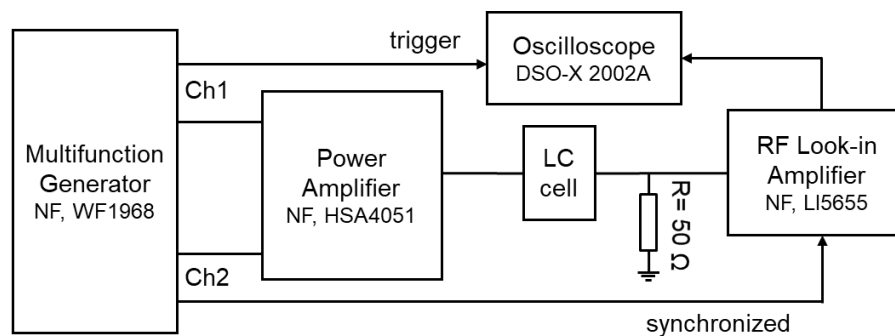 trigger
Oscilloscope
DSO-X 2002A
Ch1
Multifunction
Generator
NF, WF1968
Power
Amplifier
NF, HSA4051
LC
cell
R= 50 Ω
RF Look-in
Amplifier
NF, LI5655
Ch2
synchronized